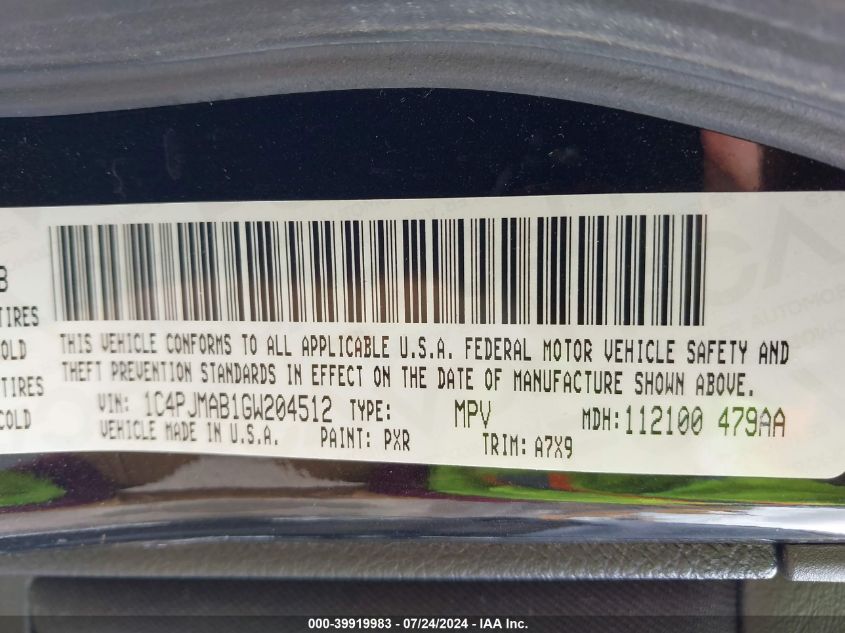 B
TIRES
THIS VEHICLE CONFORMS TO ALL APPLICABLE U.S.A. FEDERAL MOTOR VEHICLE SAFETY AND
OLD
THEFT PREVENTION STANDARDS IN EFFECT ON THE DATE OF MANUFACTURE SHOWN ABOVE.
TIRES
VIN: 1C4PJMAB1GW204512 TYPE: MPV MDH:112100 479AA
COLD
VEHICLE MADE IN U.S.A. PAINT: PXR TRIM: A7X9
000-39919983 - 07/24/2024 - IAA Inc.